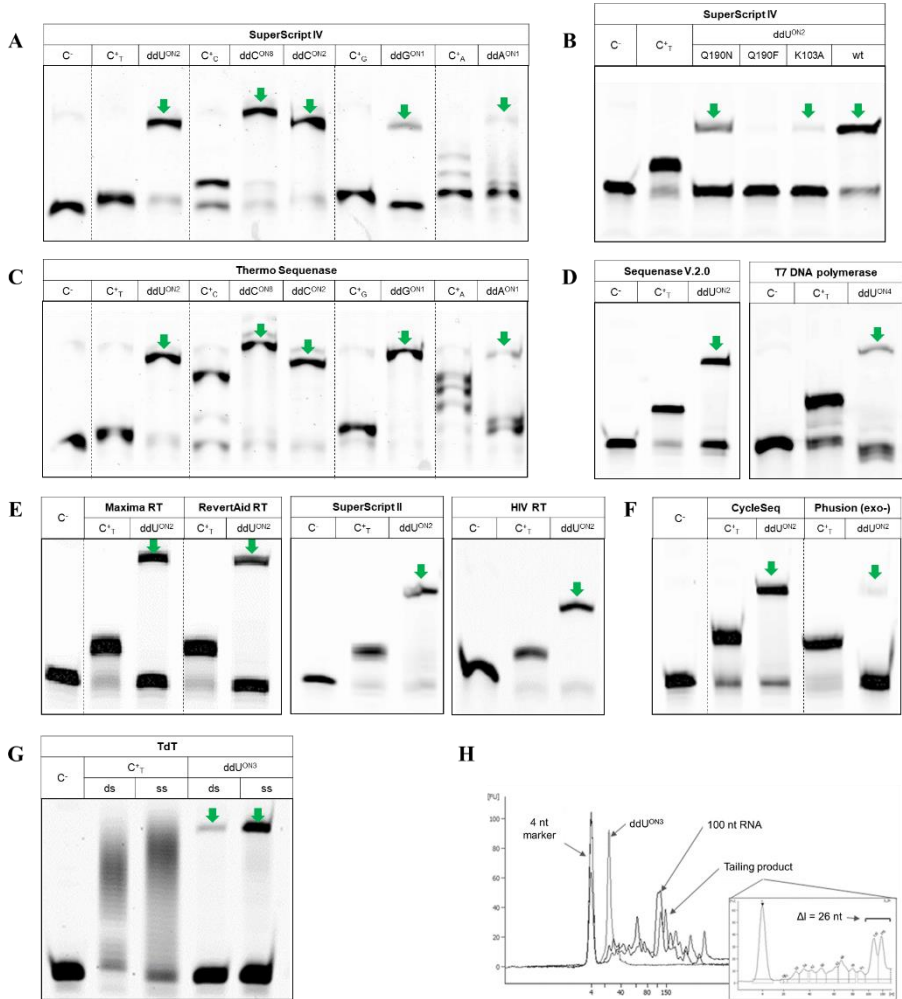 A
SuperScript IV
C⁻ C⁺T ddU^ON2 C⁺C ddC^ON8 ddC^ON2 C⁺G ddG^ON1 C⁺A ddA^ON1
B
SuperScript IV
C⁻ C⁺T ddU^ON2
Q190N Q190F K103A wt
C
Thermo Sequenase
C⁻ C⁺T ddU^ON2 C⁺C ddC^ON8 ddC^ON2 C⁺G ddG^ON1 C⁺A ddA^ON1
D
Sequenase V.2.0
C⁻ C⁺T ddU^ON2
T7 DNA polymerase
C⁻ C⁺T ddU^ON4
E
C⁻ Maxima RT RevertAid RT
C⁺T ddU^ON2 C⁺T ddU^ON2
SuperScript II
C⁻ C⁺T ddU^ON2
HIV RT
C⁻ C⁺T ddU^ON2
F
C⁻ CycleSeq Phusion (exo-)
C⁺T ddU^ON2 C⁺T ddU^ON2
G
TdT
C⁻ C⁺T ddU^ON3
ds ss ds ss
H
[FU]
100
80
60
40
20
0
4 40 80 150
4 nt
marker
ddU^ON3
100 nt RNA
Tailing product
Δl = 26 nt